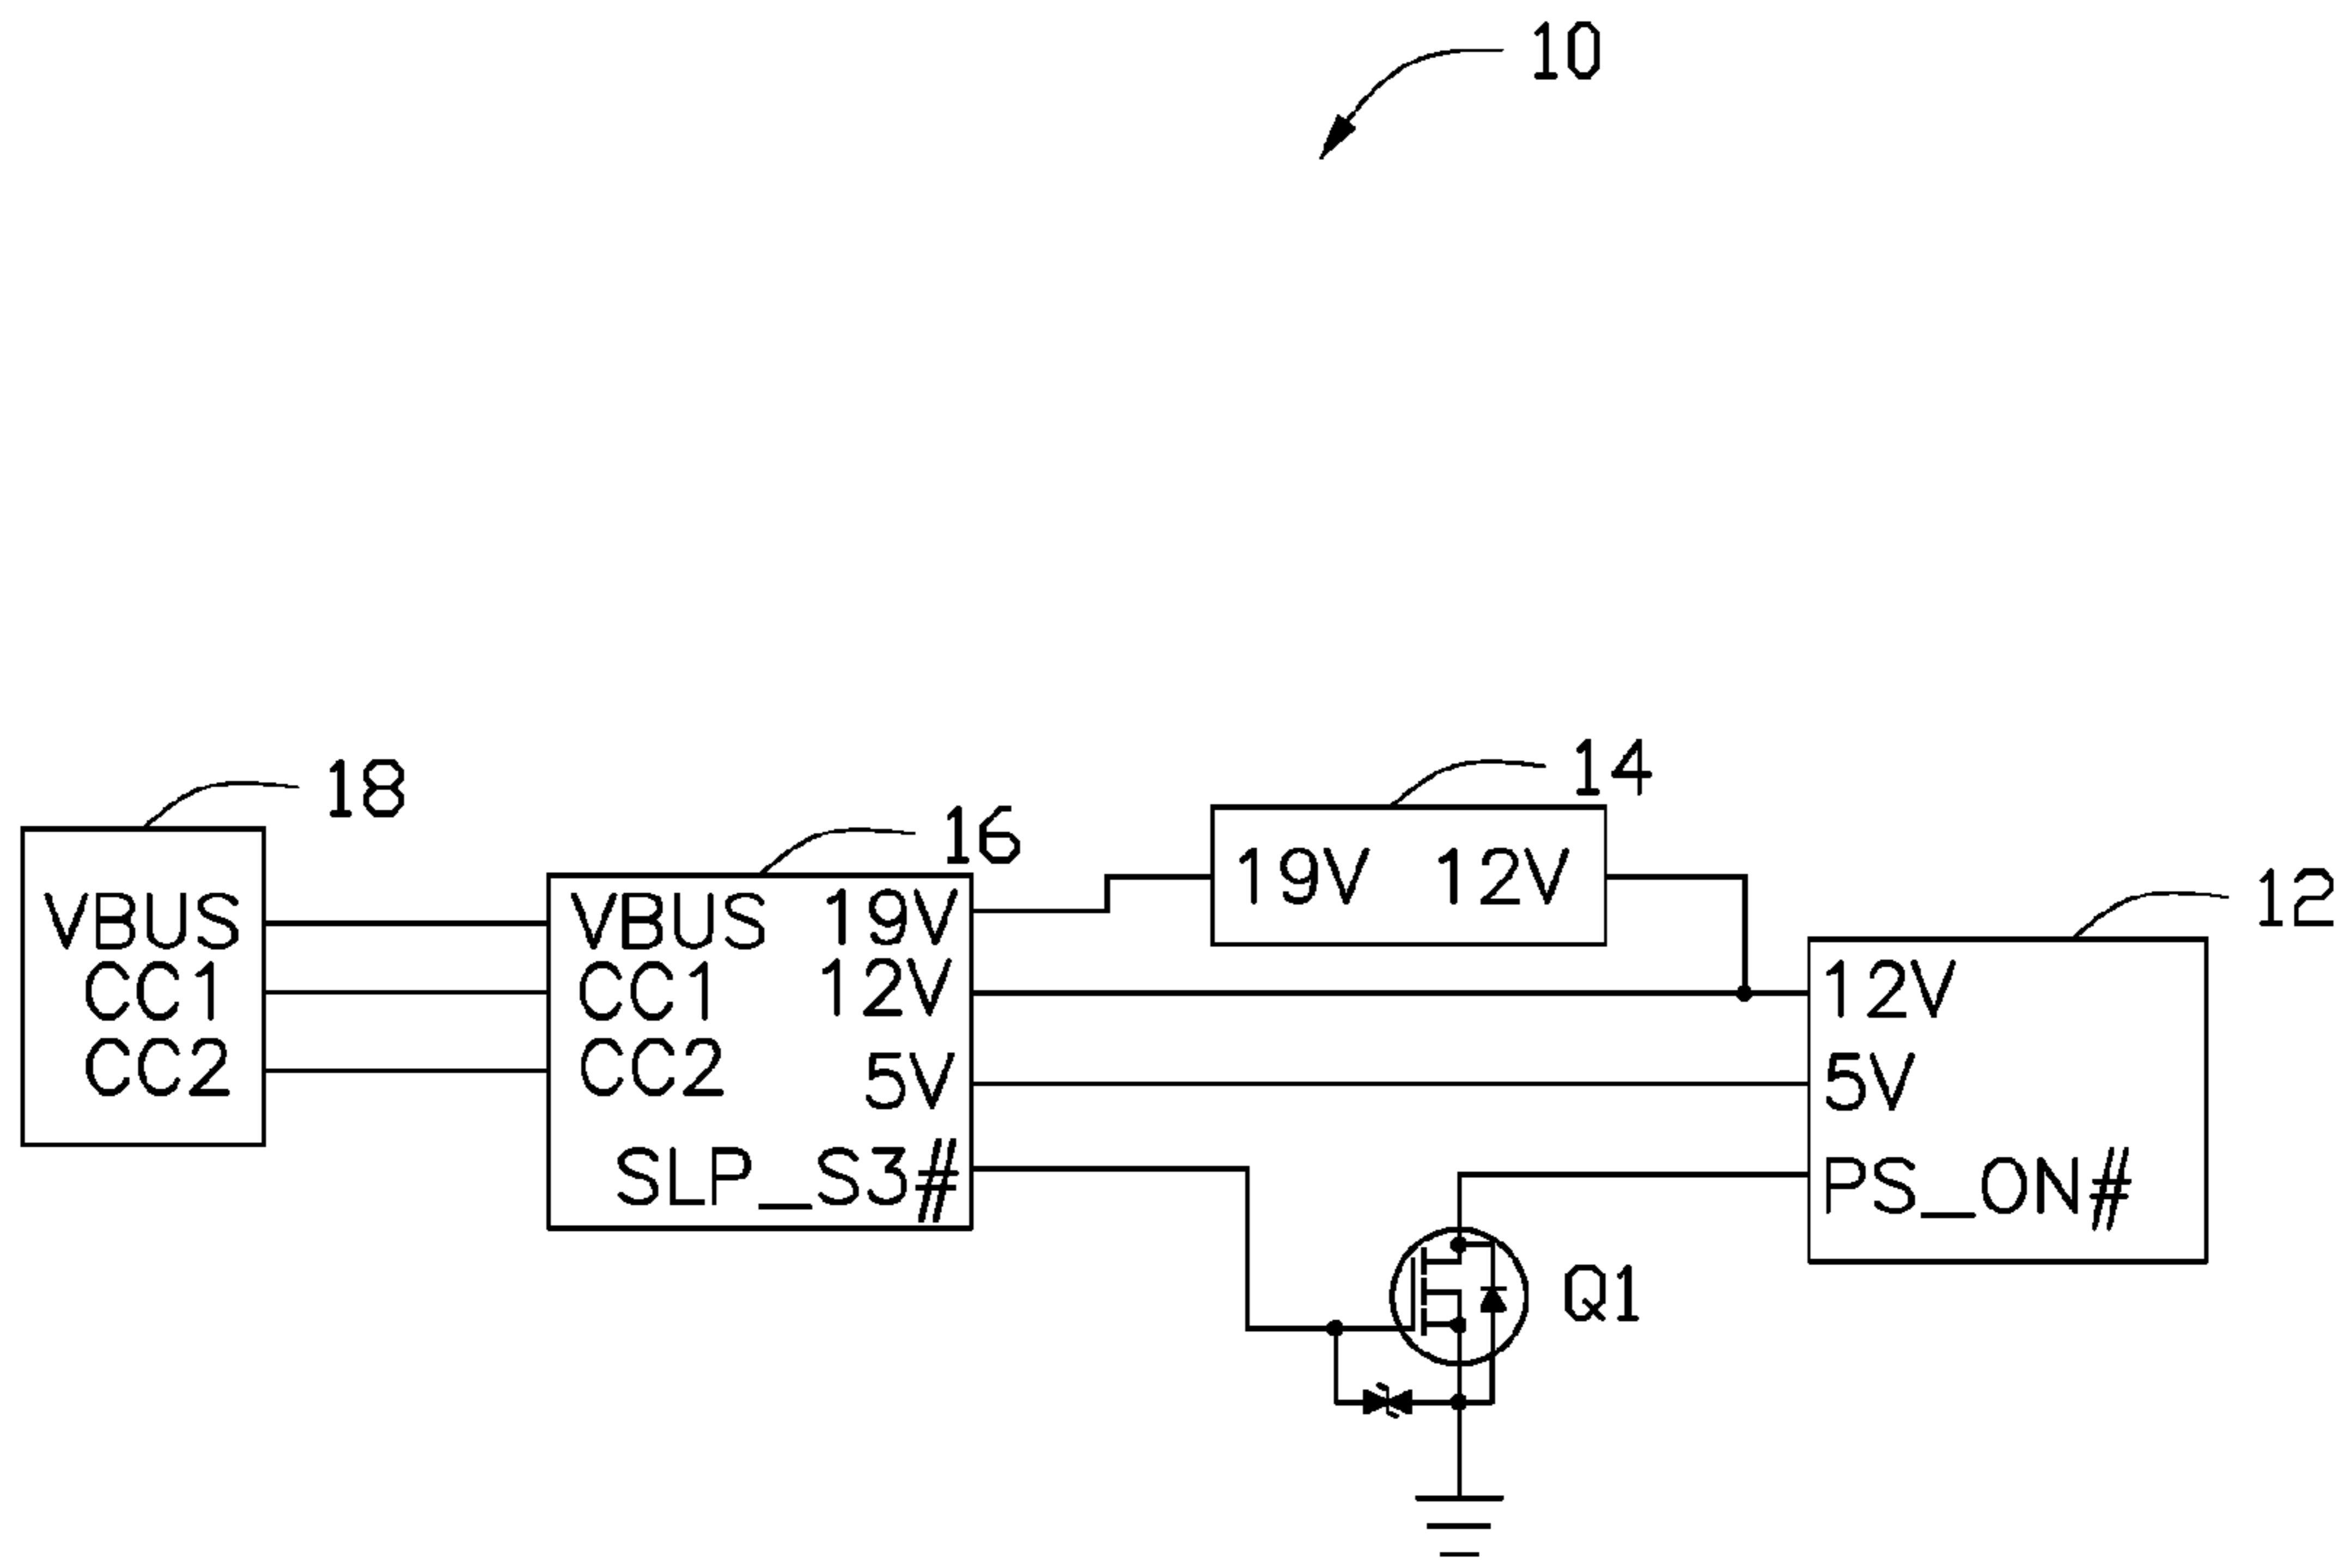 10
18
16
14
12
VBUS
CC1
CC2
VBUS 19V
CC1 12V
CC2
5V
SLP_S3#
19V 12V
12V
5V
PS_ON#
Q1